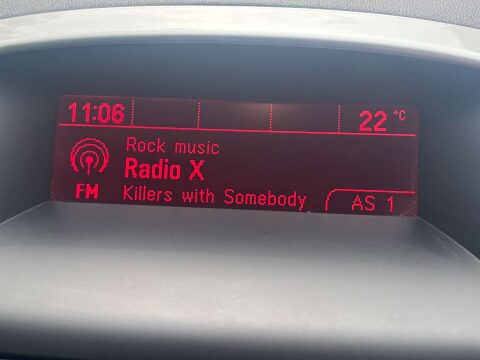 11:06 22 °C
Rock music
Radio X
FM Killers with Somebody AS 1